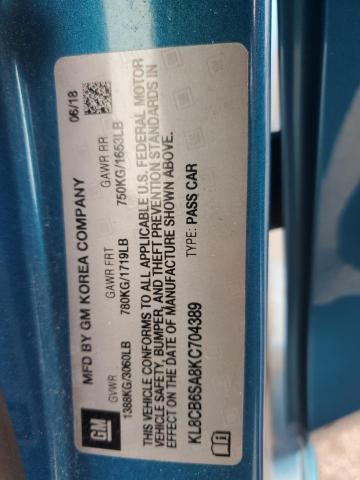 MFD BY GM KOREA COMPANY 06/18
GVWR GAWR FRT GAWR RR
1388KG/3060LB 780KG/1719LB 750KG/1653LB
THIS VEHICLE CONFORMS TO ALL APPLICABLE U.S. FEDERAL MOTOR
VEHICLE SAFETY, BUMPER, AND THEFT PREVENTION STANDARDS IN
EFFECT ON THE DATE OF MANUFACTURE SHOWN ABOVE.
KL8CB6SA8KC704389 TYPE: PASS CAR
GM